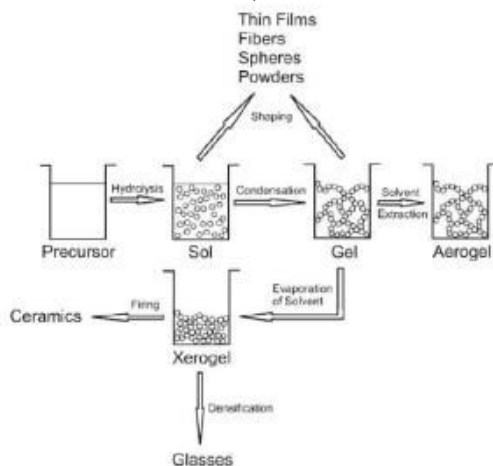 Thin Films
Fibers
Spheres
Powders
Shaping
Hydrolysis
Condensation
Solvent
Extraction
Precursor
Sol
Gel
Aerogel
Evaporation
of Solvent
Firing
Ceramics
Xerogel
Densification
Glasses